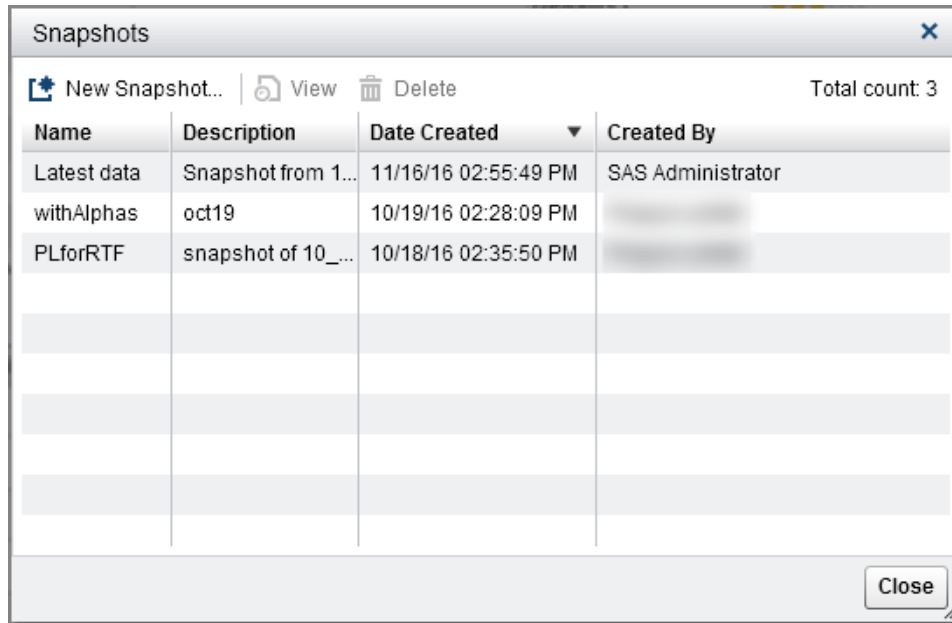 Snapshots
New Snapshot... View Delete Total count: 3
Name Description Date Created Created By
Latest data Snapshot from 1... 11/16/16 02:55:49 PM SAS Administrator
withAlphas oct19 10/19/16 02:28:09 PM
PLforRTF snapshot of 10_... 10/18/16 02:35:50 PM
Close